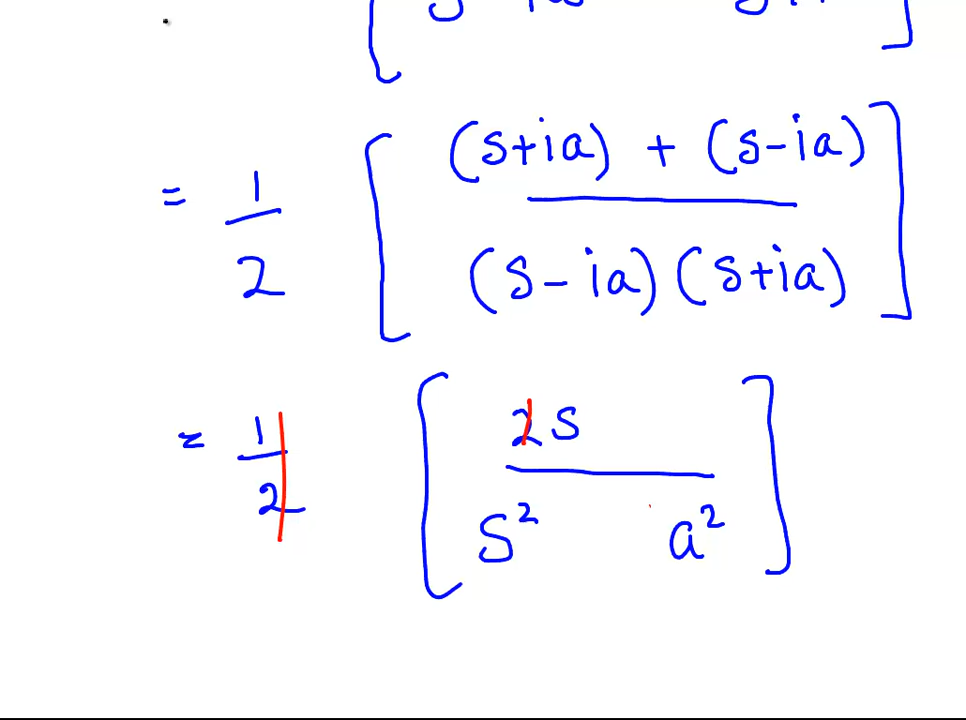 = 1/2 [ (s+ia) + (s-ia) / (s-ia)(s+ia) ]
= 1/2 [ 2s / s² a² ]